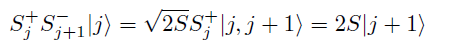 $S_j^+ S_{j+1}^- |j\rangle = \sqrt{2S} S_j^+ |j, j+1\rangle = 2S|j+1\rangle$